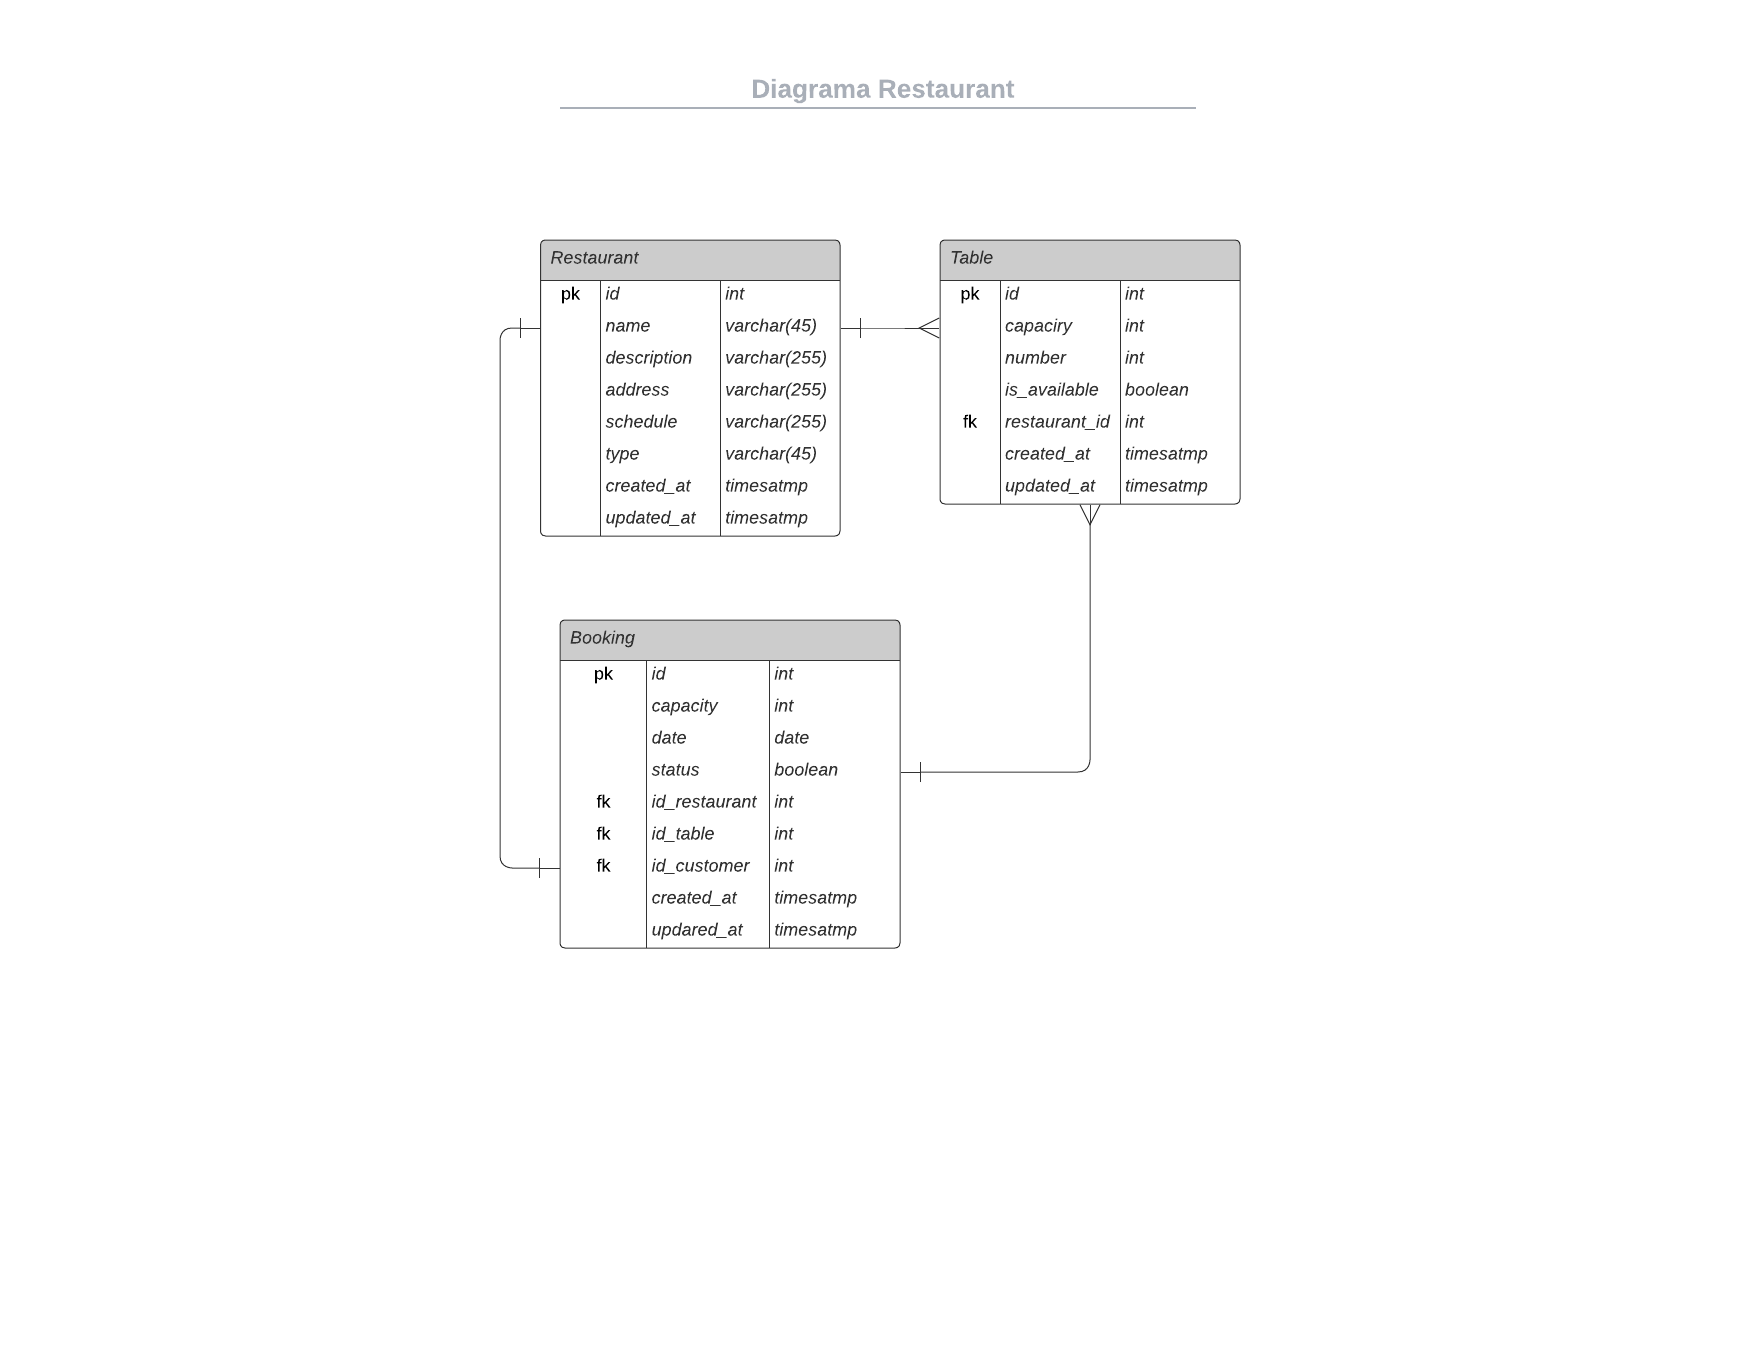 Diagrama Restaurant
Restaurant
pk id int
name varchar(45)
description varchar(255)
address varchar(255)
schedule varchar(255)
type varchar(45)
created_at timesatmp
updated_at timesatmp
Table
pk id int
capaciry int
number int
is_available boolean
fk restaurant_id int
created_at timesatmp
updated_at timesatmp
Booking
pk id int
capacity int
date date
status boolean
fk id_restaurant int
fk id_table int
fk id_customer int
created_at timesatmp
updared_at timesatmp